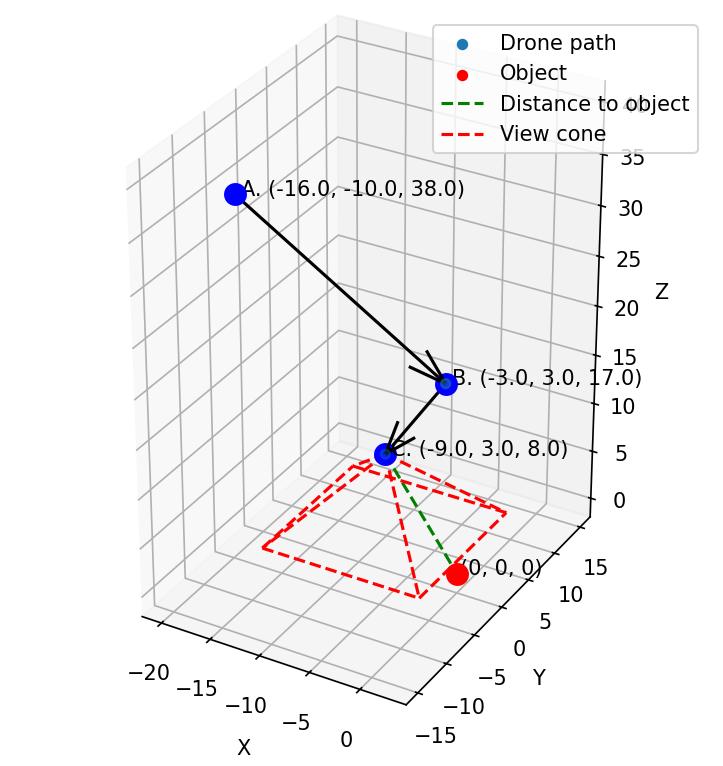 Drone path
Object
Distance to object
View cone
A. (-16.0, -10.0, 38.0)
B. (-3.0, 3.0, 17.0)
C. (-9.0, 3.0, 8.0)
(0, 0, 0)
40
35
30
25
20
15
10
5
0
Z
−20
−15
−10
−5
0
X
−15
−10
−5
0
5
10
15
Y